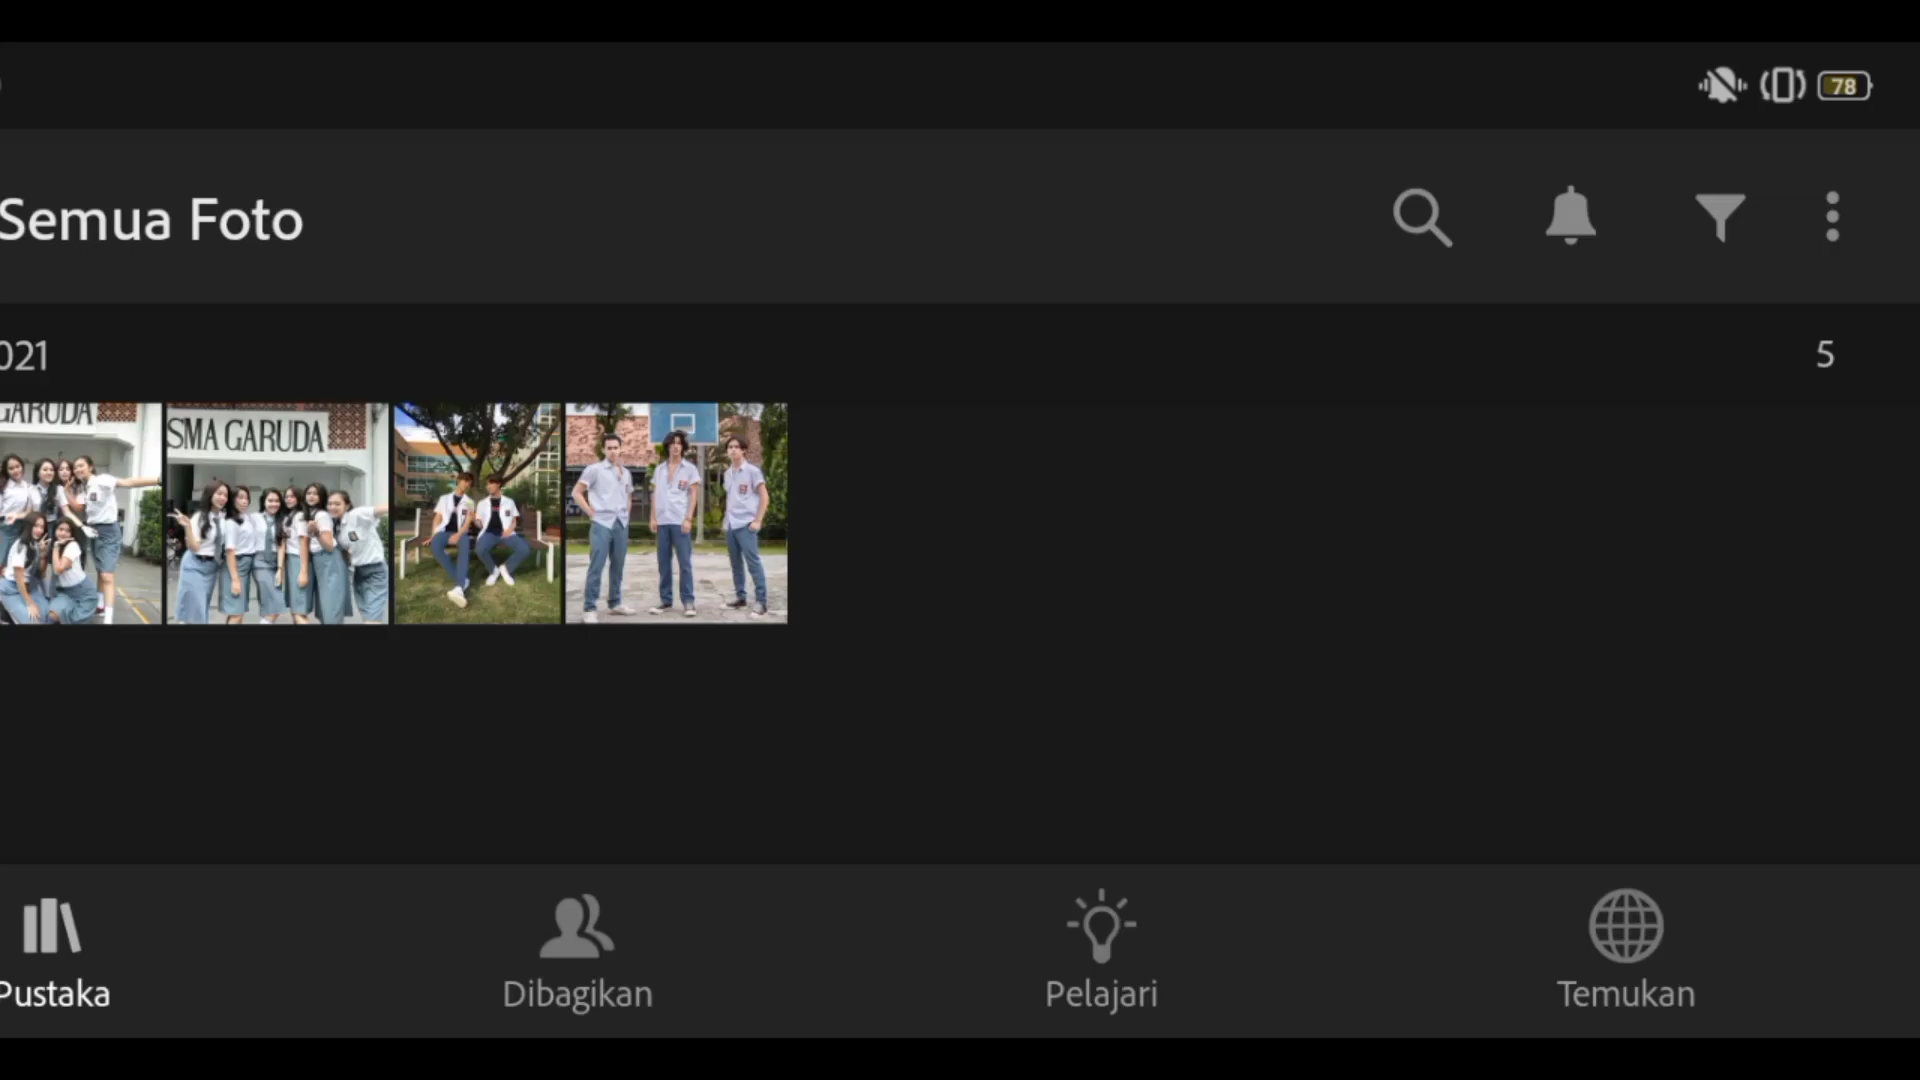 78
Semua Foto
021
5
GARUDA
SMA GARUDA
Pustaka
Dibagikan
Pelajari
Temukan